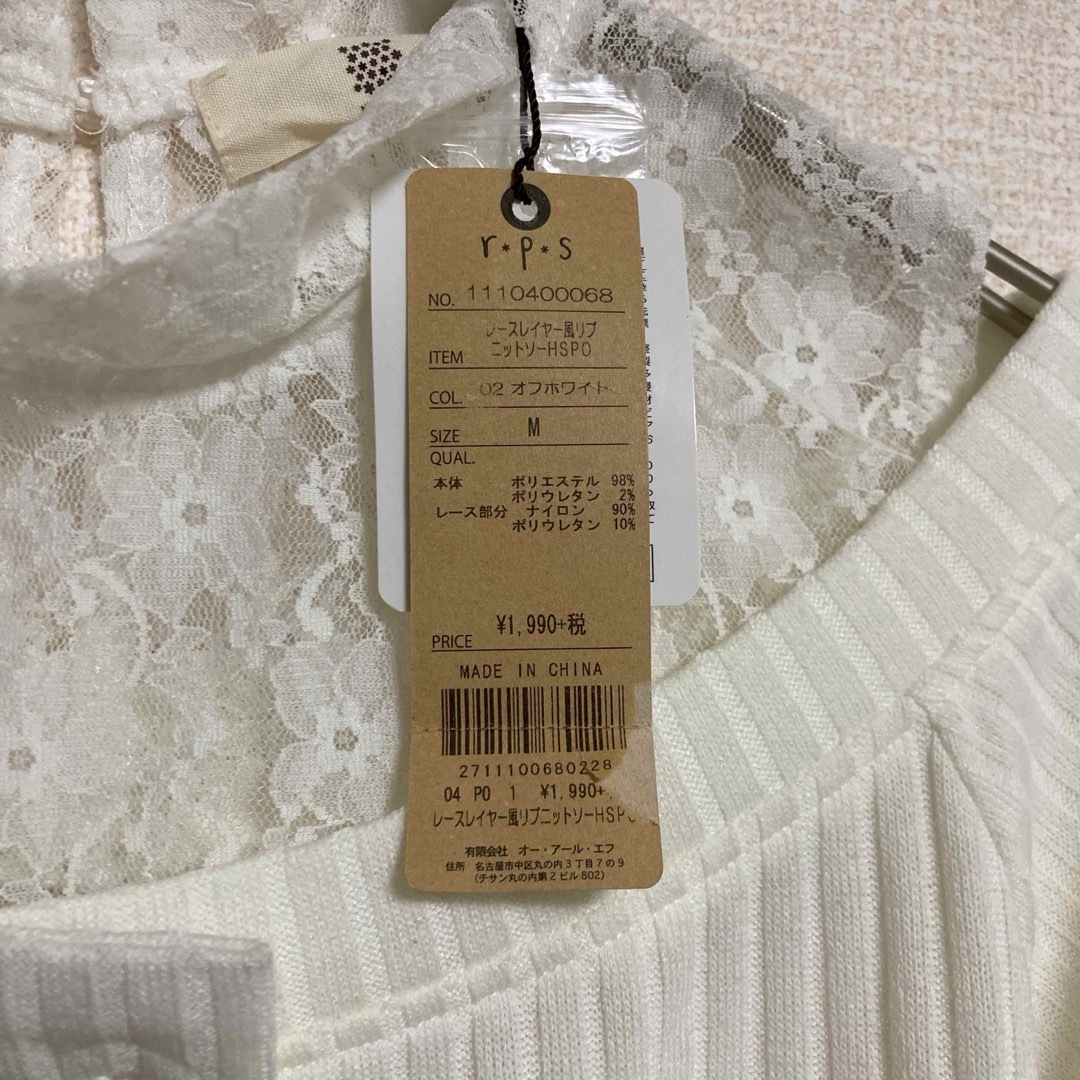 r*p*s
NO. 1110400068
レースレイヤー風リブ
ITEM ニットソーHSPO
COL. 02 オフホワイト
SIZE M
QUAL.
本体 ポリエステル 98%
ポリウレタン 2%
レース部分 ナイロン 90%
ポリウレタン 10%
PRICE ¥1,990+税
MADE IN CHINA
2711100680228
04 PO 1 ¥1,990+
レースレイヤー風リブニットソーHSPO
有限会社 オー・アール・エフ
住所 名古屋市中区丸の内3丁目7の9
(チサン丸の内第2ビル802)